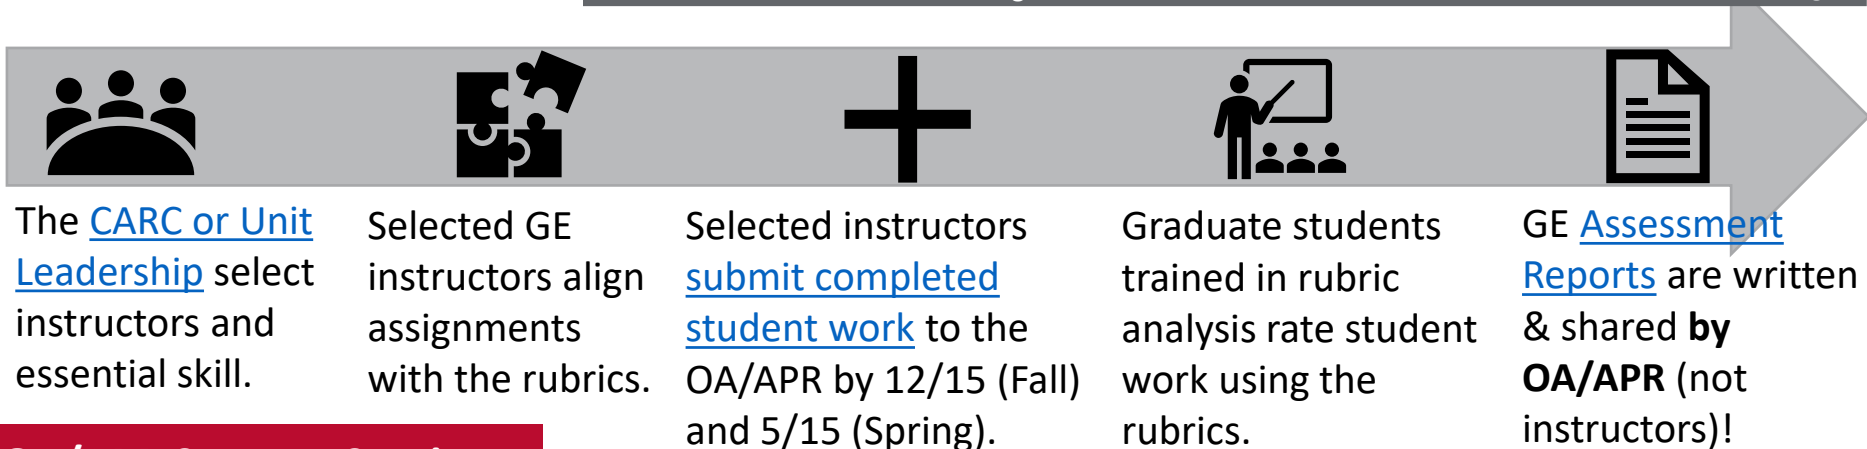 The CARC or Unit
Leadership select
instructors and
essential skill.
Selected GE
instructors align
assignments
with the rubrics.
Selected instructors
submit completed
student work to the
OA/APR by 12/15 (Fall)
and 5/15 (Spring).
Graduate students
trained in rubric
analysis rate student
work using the
rubrics.
GE Assessment
Reports are written
& shared by
OA/APR (not
instructors)!